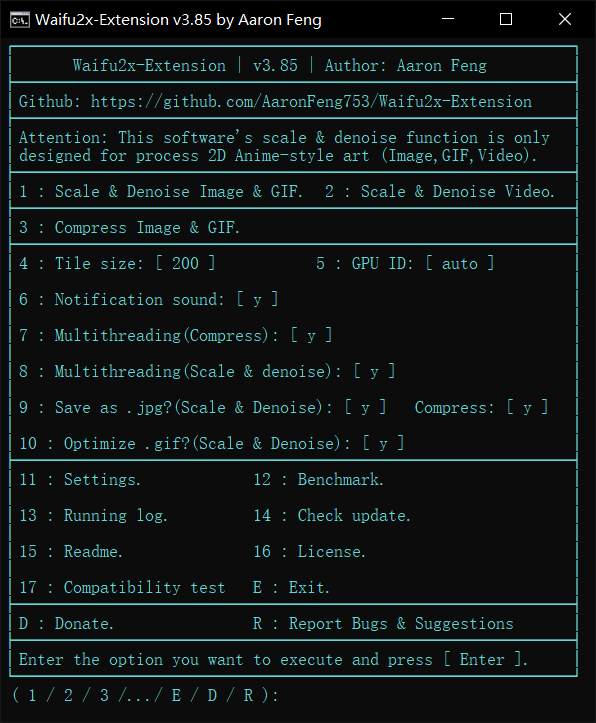 Waifu2x-Extension v3.85 by Aaron Feng
Waifu2x-Extension | v3.85 | Author: Aaron Feng
Github: https://github.com/AaronFeng753/Waifu2x-Extension
Attention: This software's scale & denoise function is only
designed for process 2D Anime-style art (Image,GIF,Video).
1 : Scale & Denoise Image & GIF. 2 : Scale & Denoise Video.
3 : Compress Image & GIF.
4 : Tile size: [ 200 ] 5 : GPU ID: [ auto ]
6 : Notification sound: [ y ]
7 : Multithreading(Compress): [ y ]
8 : Multithreading(Scale & denoise): [ y ]
9 : Save as .jpg?(Scale & Denoise): [ y ] Compress: [ y ]
10 : Optimize .gif?(Scale & Denoise): [ y ]
11 : Settings. 12 : Benchmark.
13 : Running log. 14 : Check update.
15 : Readme. 16 : License.
17 : Compatibility test E : Exit.
D : Donate. R : Report Bugs & Suggestions
Enter the option you want to execute and press [ Enter ].
( 1 / 2 / 3 /.../ E / D / R ):